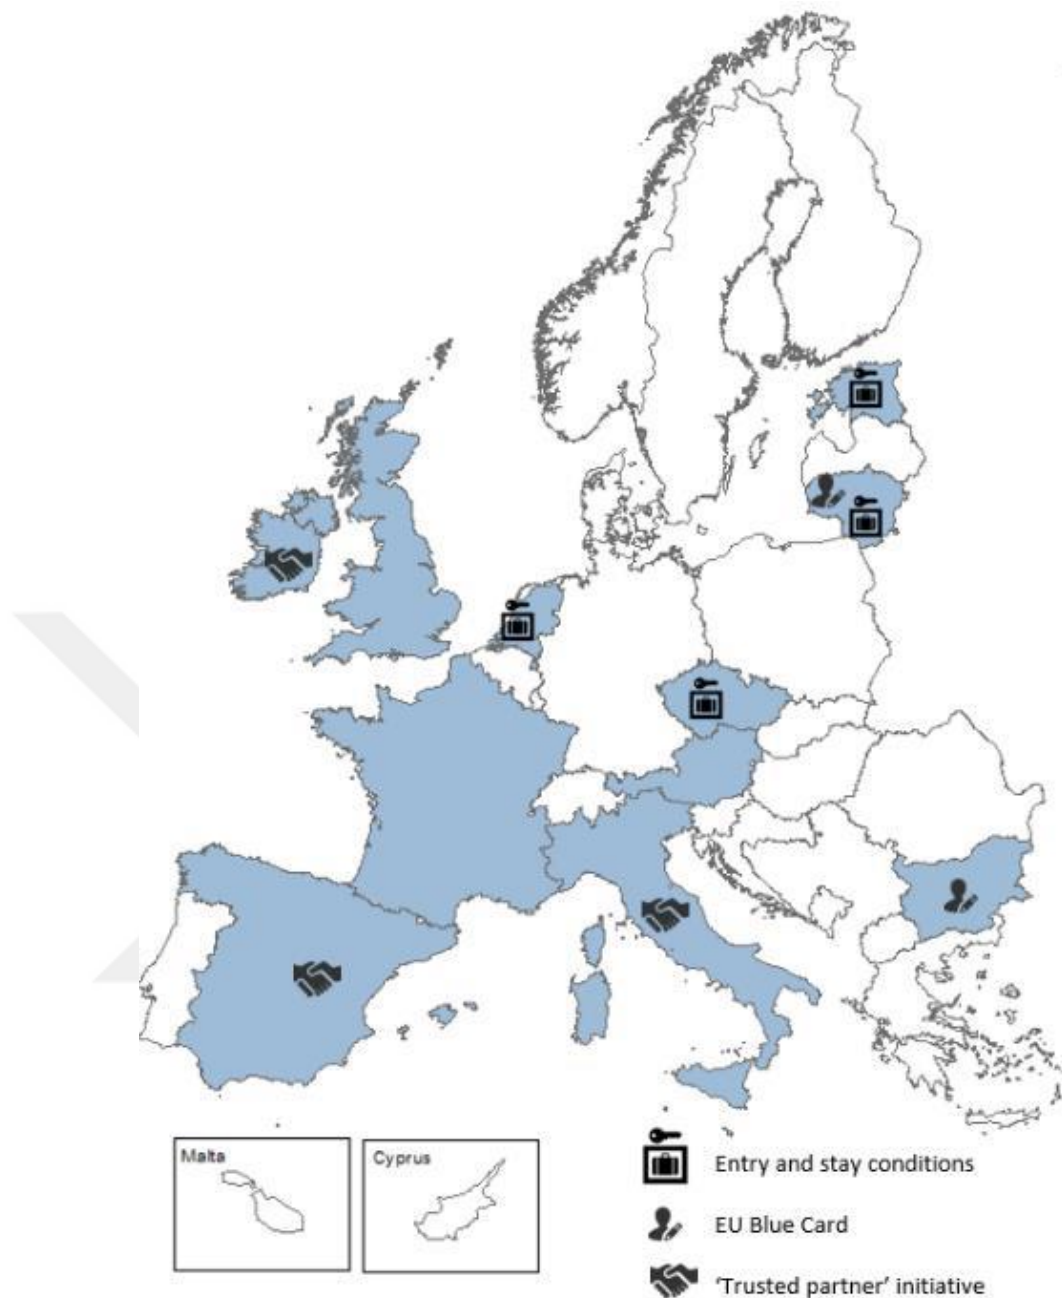 Malta
Cyprus
Entry and stay conditions
EU Blue Card
‘Trusted partner’ initiative